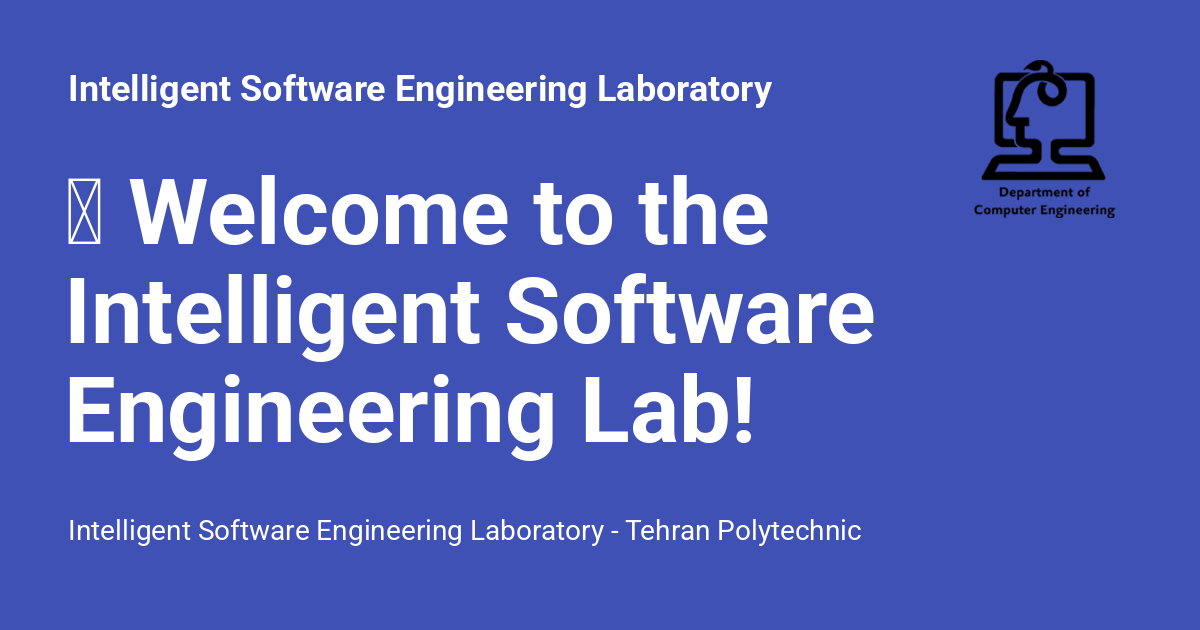 Intelligent Software Engineering Laboratory
Welcome to the
Intelligent Software
Engineering Lab!
Intelligent Software Engineering Laboratory - Tehran Polytechnic
Department of
Computer Engineering